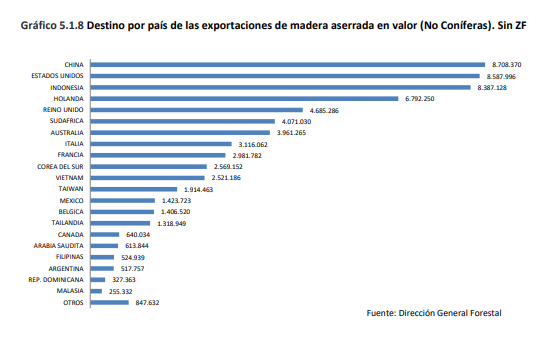 Gráfico 5.1.8 Destino por país de las exportaciones de madera aserrada en valor (No Coníferas). Sin ZF
CHINA 8.708.370
ESTADOS UNIDOS 8.587.996
INDONESIA 8.387.128
HOLANDA 6.792.250
REINO UNIDO 4.685.286
SUDAFRICA 4.071.030
AUSTRALIA 3.961.265
ITALIA 3.116.062
FRANCIA 2.981.782
COREA DEL SUR 2.569.152
VIETNAM 2.521.186
TAIWAN 1.914.463
MEXICO 1.423.723
BELGICA 1.406.520
TAILANDIA 1.318.949
CANADA 640.034
ARABIA SAUDITA 613.844
FILIPINAS 524.939
ARGENTINA 517.757
REP. DOMINICANA 327.363
MALASIA 255.332
OTROS 847.632
Fuente: Dirección General Forestal